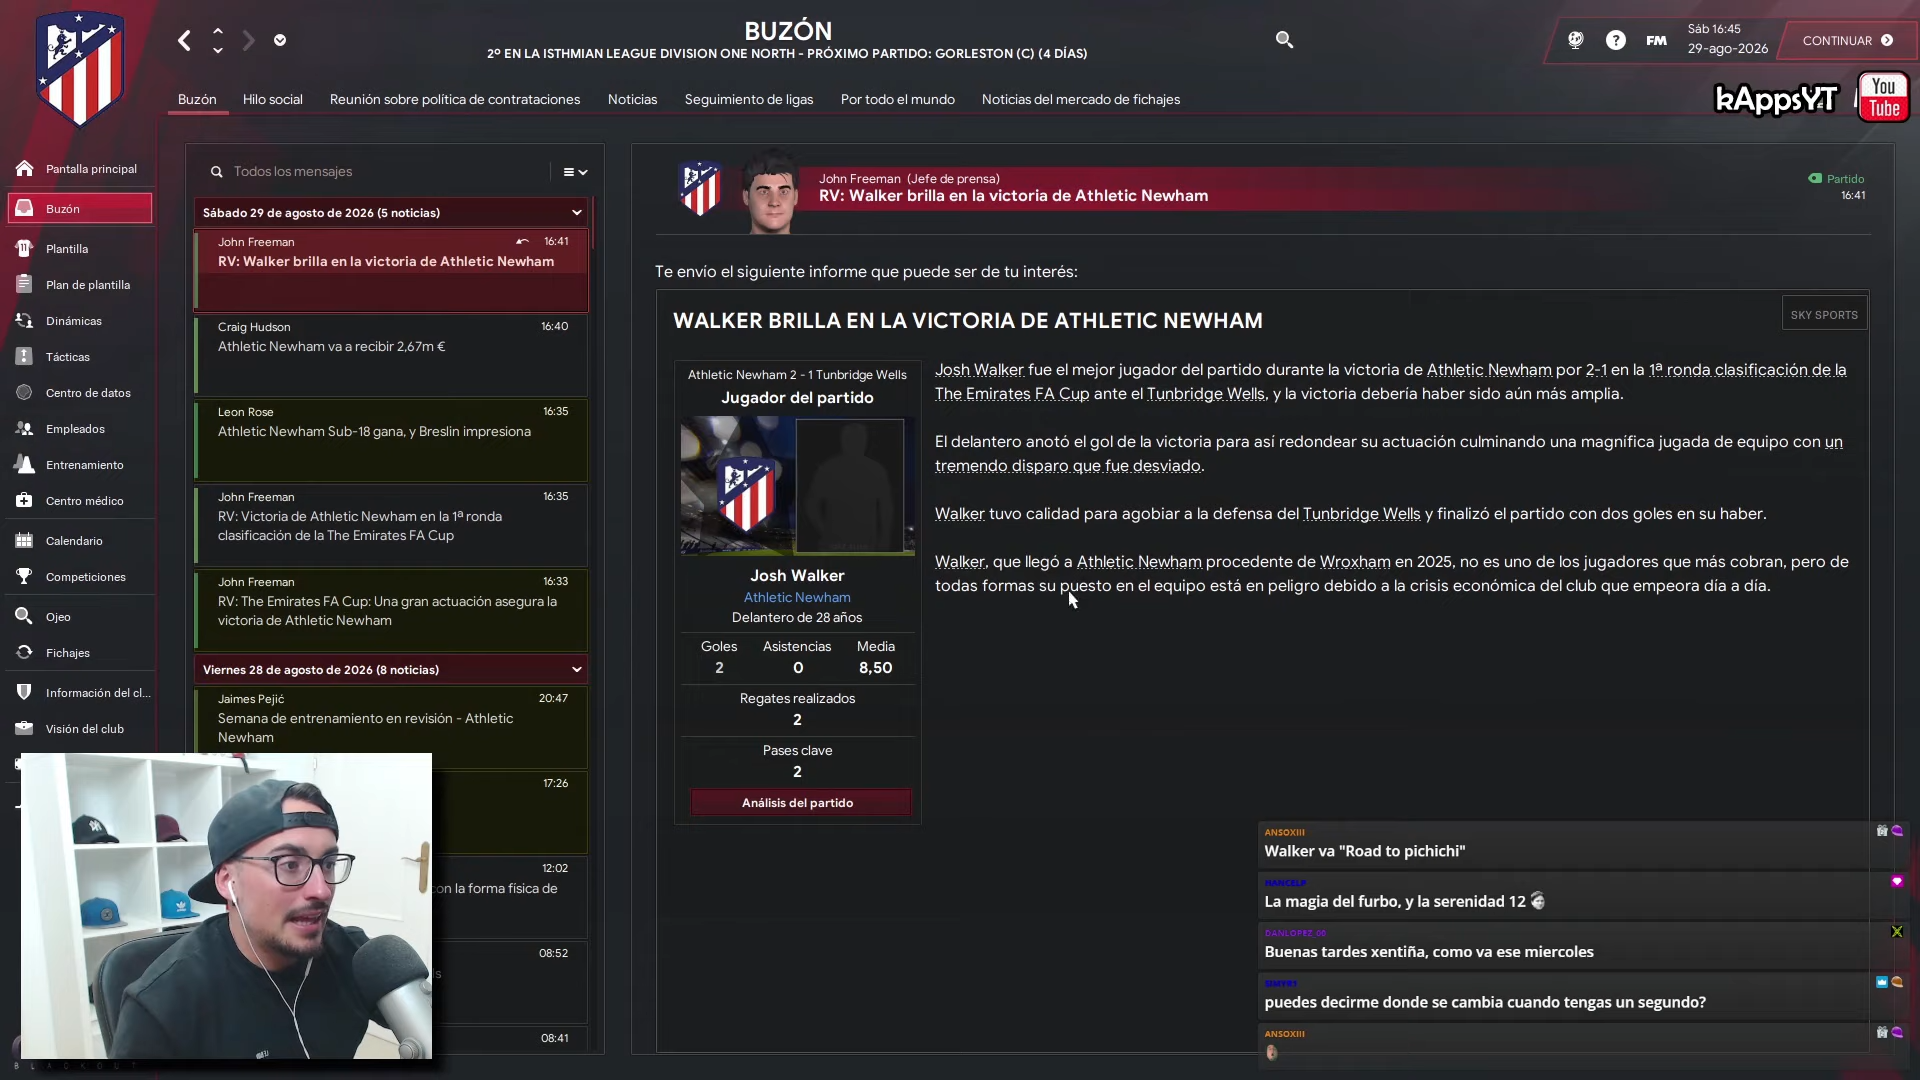 BUZÓN
2º EN LA ISTHMIAN LEAGUE DIVISION ONE NORTH - PRÓXIMO PARTIDO: GORLESTON (C) (4 DÍAS)
FM
Sáb 16:45
29-ago-2026
CONTINUAR
Buzón
Hilo social
Reunión sobre política de contrataciones
Noticias
Seguimiento de ligas
Por todo el mundo
Noticias del mercado de fichajes
kAppsYT
You
Tube
Pantalla principal
Buzón
Plantilla
Plan de plantilla
Dinámicas
Tácticas
Centro de datos
Empleados
Entrenamiento
Centro médico
Calendario
Competiciones
Ojeo
Fichajes
Información del cl...
Visión del club
Todos los mensajes
Sábado 29 de agosto de 2026 (5 noticias)
John Freeman 16:41
RV: Walker brilla en la victoria de Athletic Newham
Craig Hudson 16:40
Athletic Newham va a recibir 2,67m €
Leon Rose 16:35
Athletic Newham Sub-18 gana, y Breslin impresiona
John Freeman 16:35
RV: Victoria de Athletic Newham en la 1ª ronda
clasificación de la The Emirates FA Cup
John Freeman 16:33
RV: The Emirates FA Cup: Una gran actuación asegura la
victoria de Athletic Newham
Viernes 28 de agosto de 2026 (8 noticias)
Jaimes Pejić 20:47
Semana de entrenamiento en revisión - Athletic
Newham
17:26
12:02
con la forma física de
08:52
s
08:41
John Freeman (Jefe de prensa)
RV: Walker brilla en la victoria de Athletic Newham
Partido
16:41
Te envío el siguiente informe que puede ser de tu interés:
WALKER BRILLA EN LA VICTORIA DE ATHLETIC NEWHAM
SKY SPORTS
Athletic Newham 2 - 1 Tunbridge Wells
Jugador del partido
Josh Walker
Athletic Newham
Delantero de 28 años
Goles Asistencias Media
2 0 8,50
Regates realizados
2
Pases clave
2
Análisis del partido
Josh Walker fue el mejor jugador del partido durante la victoria de Athletic Newham por 2-1 en la 1ª ronda clasificación de la
The Emirates FA Cup ante el Tunbridge Wells, y la victoria debería haber sido aún más amplia.
El delantero anotó el gol de la victoria para así redondear su actuación culminando una magnífica jugada de equipo con un
tremendo disparo que fue desviado.
Walker tuvo calidad para agobiar a la defensa del Tunbridge Wells y finalizó el partido con dos goles en su haber.
Walker, que llegó a Athletic Newham procedente de Wroxham en 2025, no es uno de los jugadores que más cobran, pero de
todas formas su puesto en el equipo está en peligro debido a la crisis económica del club que empeora día a día.
ANSOXIII
Walker va "Road to pichichi"
La magia del furbo, y la serenidad 12
Buenas tardes xentiña, como va ese miercoles
puedes decirme donde se cambia cuando tengas un segundo?
ANSOXIII
BLACKOUT